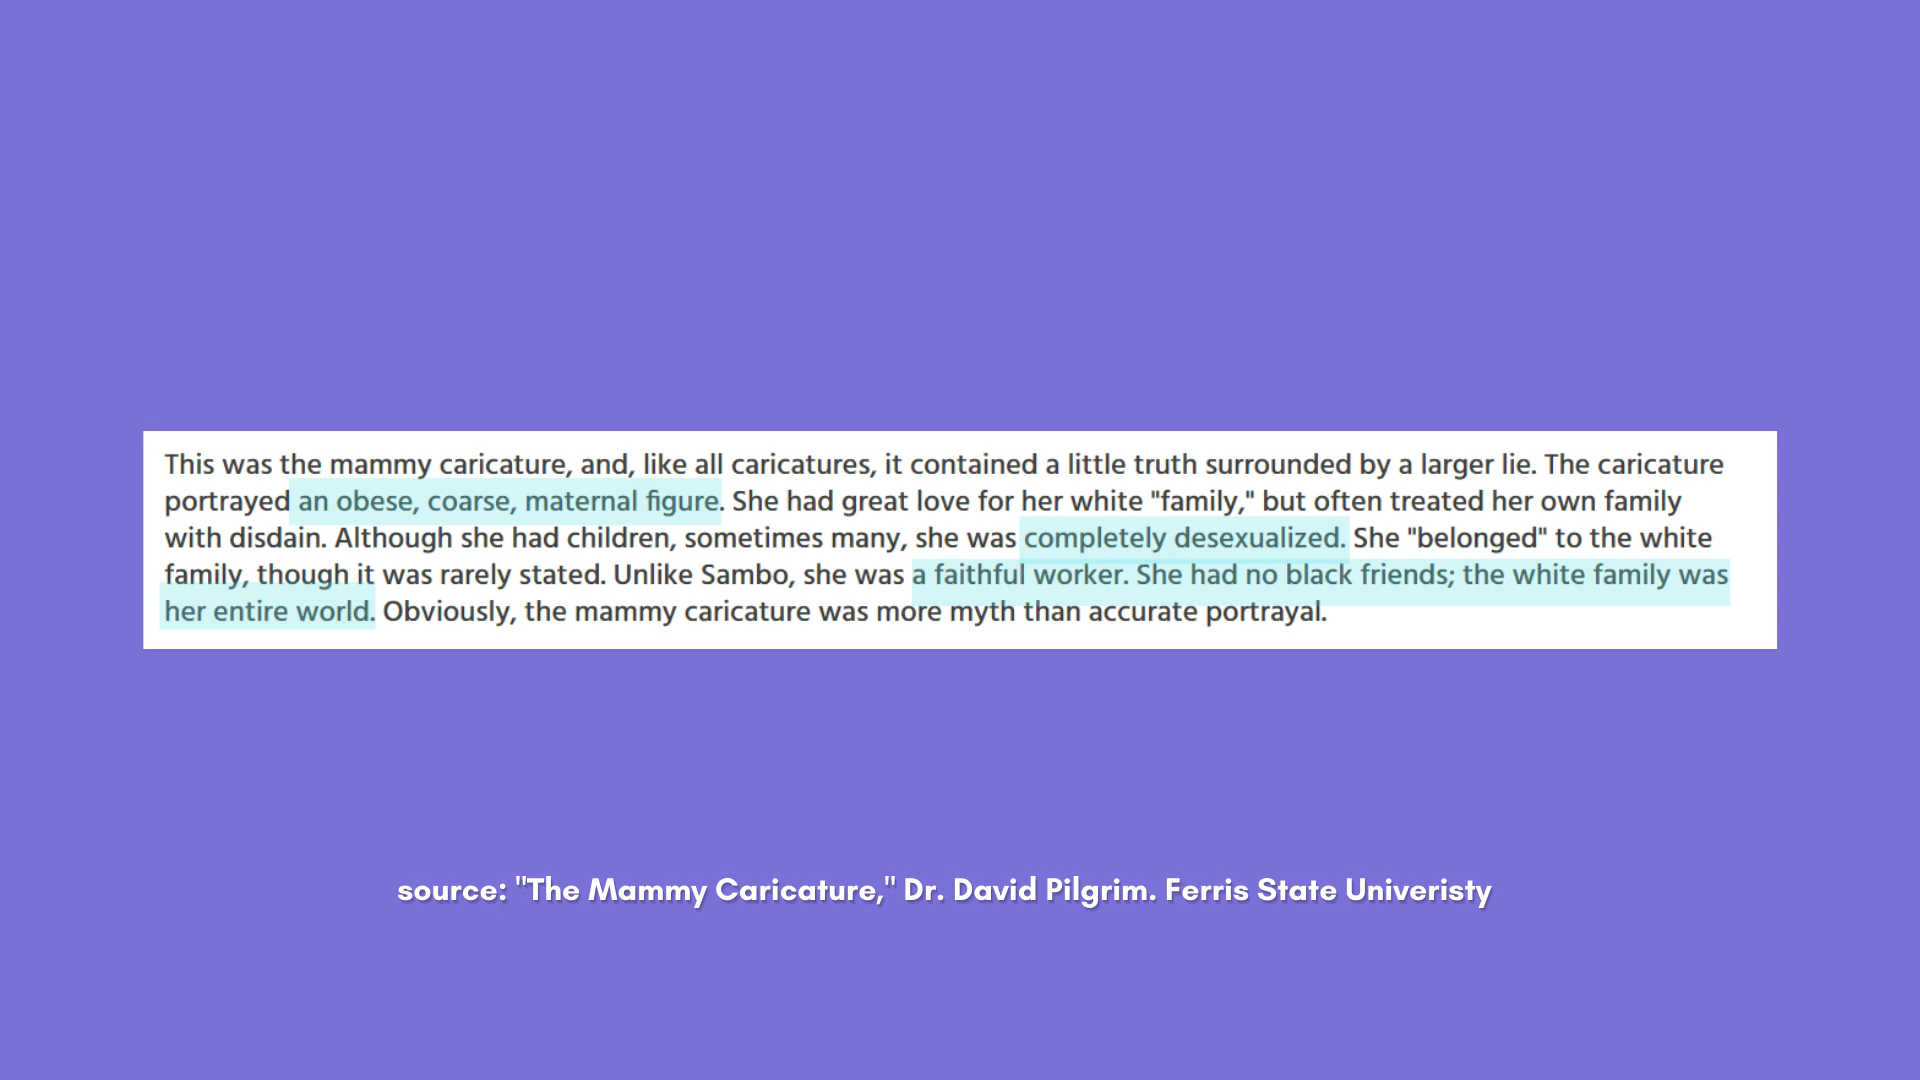 This was the mammy caricature, and, like all caricatures, it contained a little truth surrounded by a larger lie. The caricature
portrayed an obese, coarse, maternal figure. She had great love for her white "family," but often treated her own family
with disdain. Although she had children, sometimes many, she was completely desexualized. She "belonged" to the white
family, though it was rarely stated. Unlike Sambo, she was a faithful worker. She had no black friends; the white family was
her entire world. Obviously, the mammy caricature was more myth than accurate portrayal.
source: "The Mammy Caricature," Dr. David Pilgrim. Ferris State Univeristy